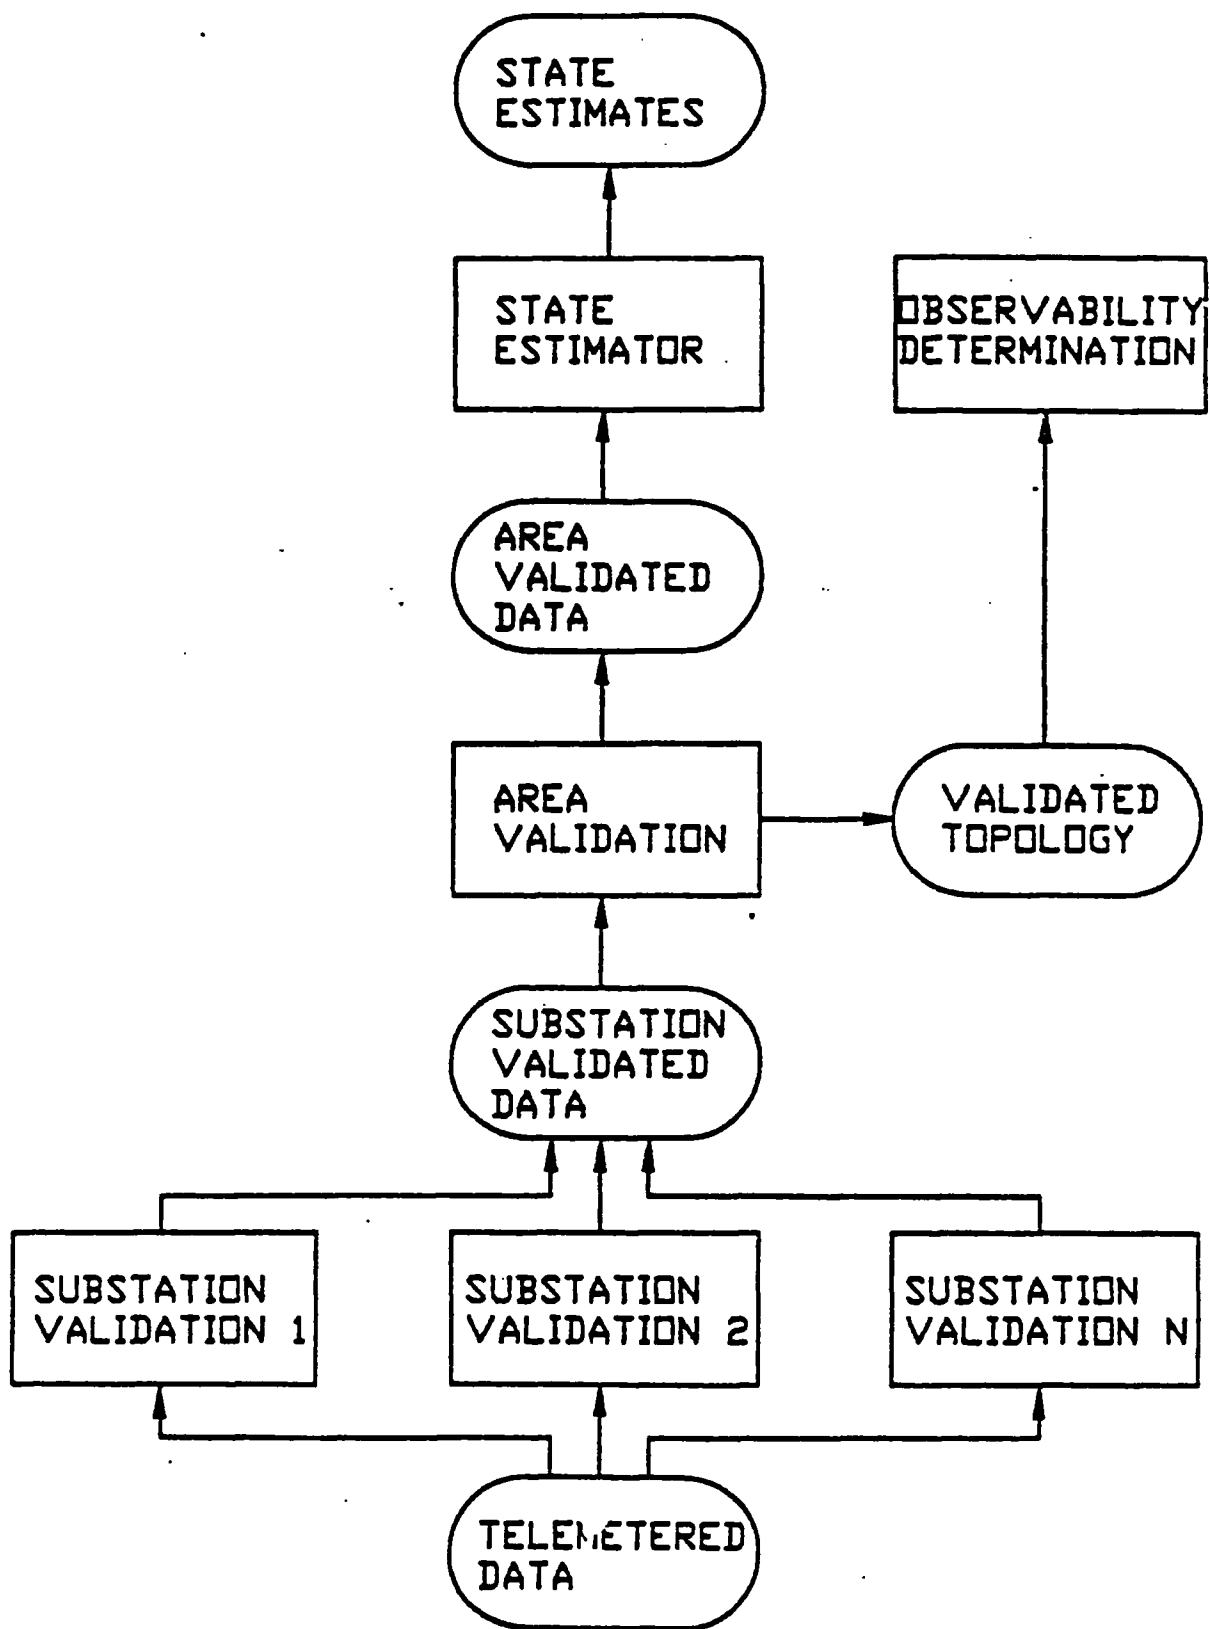 STATE
ESTIMATES
STATE
ESTIMATOR
OBSERVABILITY
DETERMINATION
AREA
VALIDATED
DATA
AREA
VALIDATION
VALIDATED
TOPOLOGY
SUBSTATION
VALIDATED
DATA
SUBSTATION
VALIDATION 1
SUBSTATION
VALIDATION 2
SUBSTATION
VALIDATION N
TELEMETERED
DATA